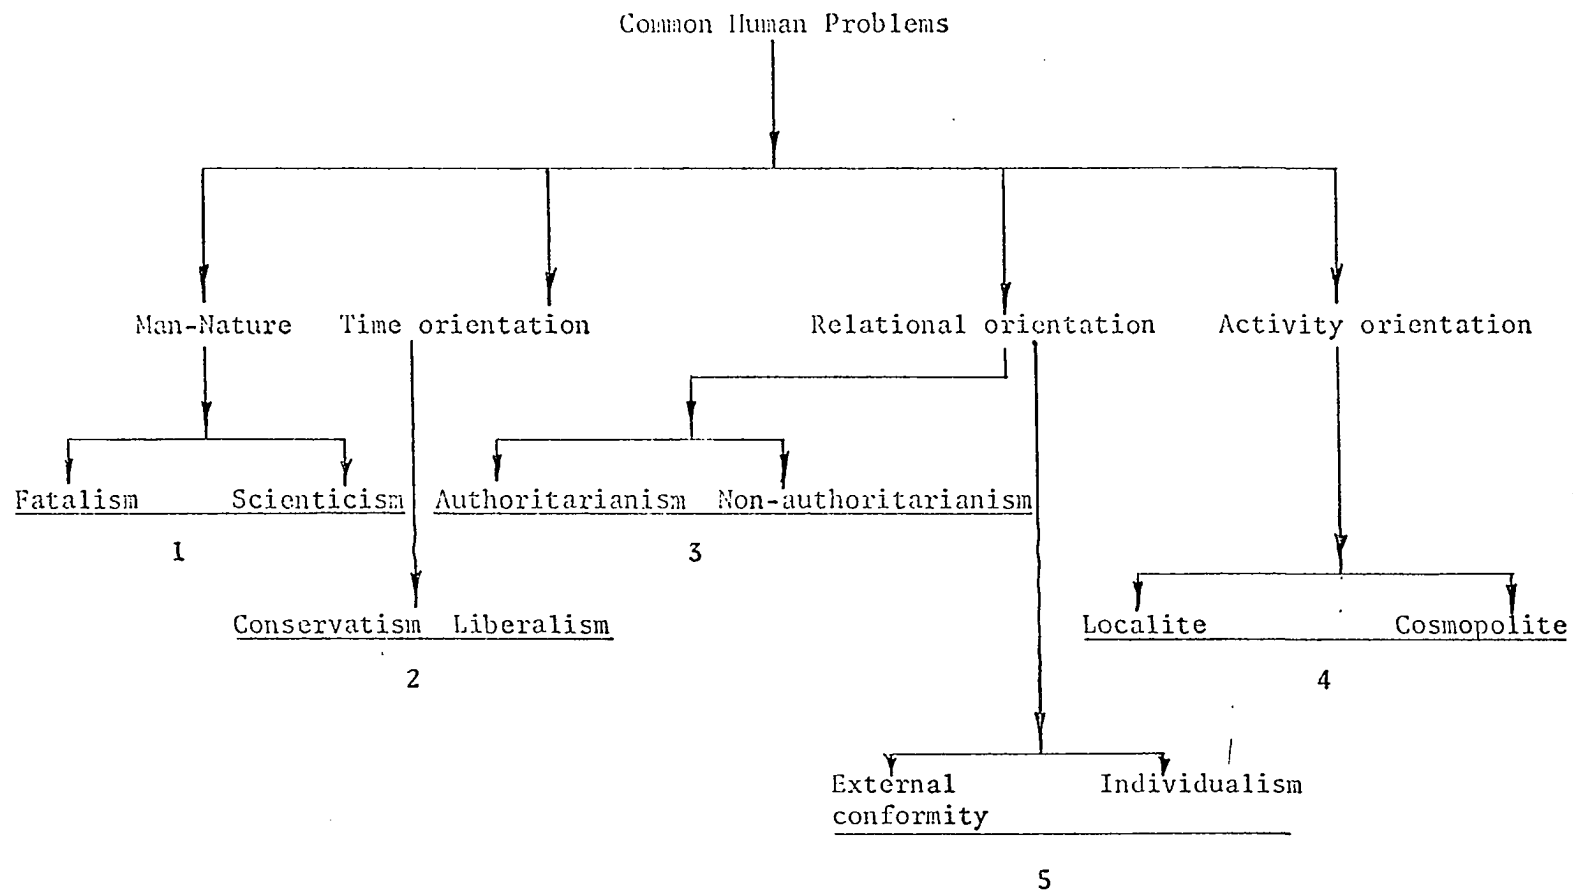 Common Human Problems
Man-Nature Time orientation Relational orientation Activity orientation
Fatalism Scienticism Authoritarianism Non-authoritarianism
1 3
Conservatism Liberalism Localite Cosmopolite
2 4
External Individualism
conformity
5